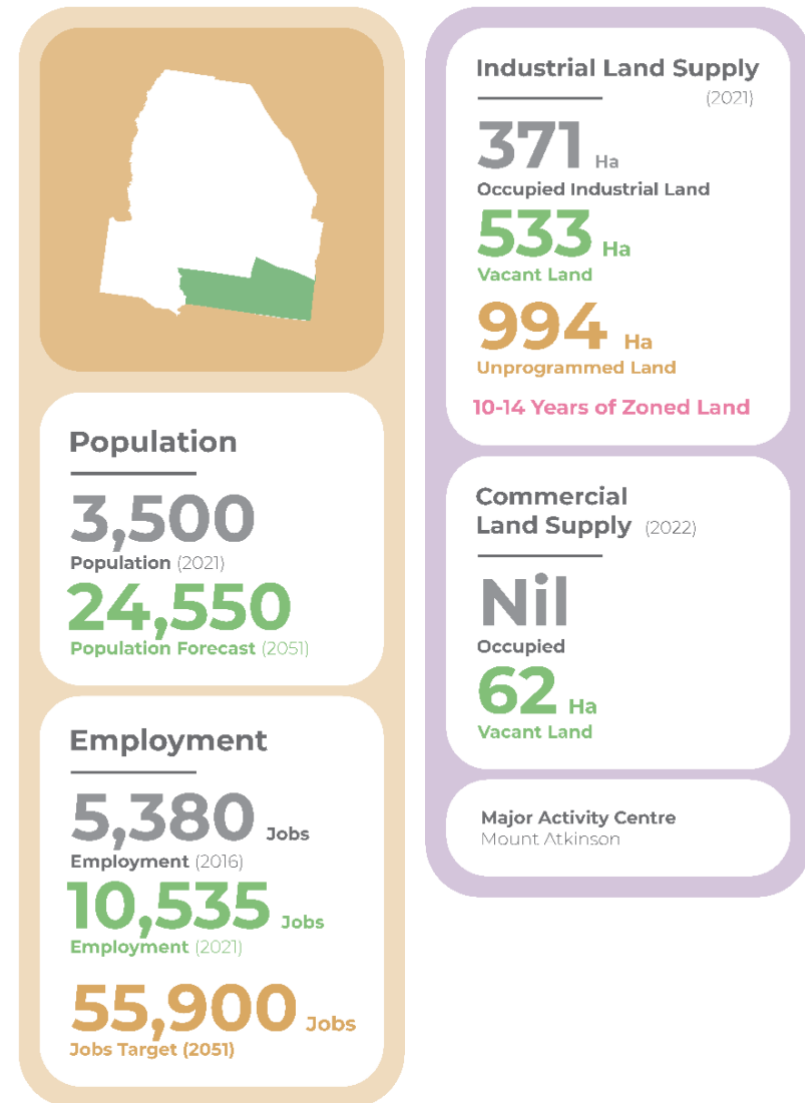 Population
3,500
Population (2021)
24,550
Population Forecast (2051)
Employment
5,380 Jobs
Employment (2016)
10,535 Jobs
Employment (2021)
55,900 Jobs
Jobs Target (2051)
Industrial Land Supply
(2021)
371 Ha
Occupied Industrial Land
533 Ha
Vacant Land
994 Ha
Unprogrammed Land
10-14 Years of Zoned Land
Commercial
Land Supply (2022)
Nil
Occupied
62 Ha
Vacant Land
Major Activity Centre
Mount Atkinson